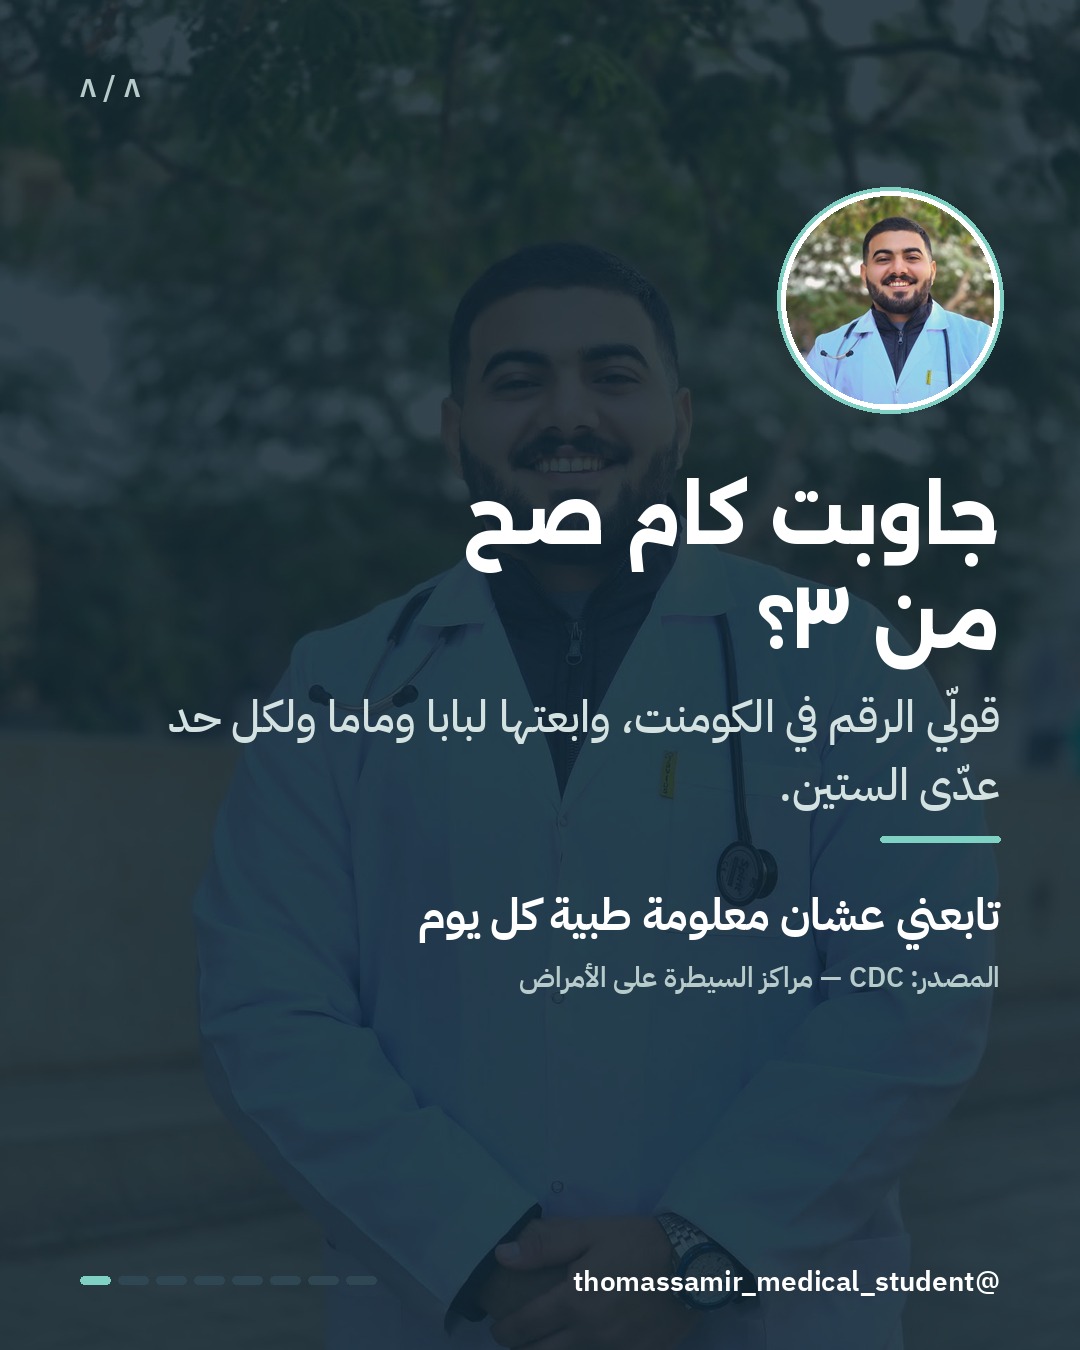 ٨/٨
جاوبت كام صح
من ٣؟
قولّي الرقم في الكومنت، وابعتها لبابا وماما ولكل حد
عدّى الستين.
تابعني عشان معلومة طبية كل يوم
المصدر: CDC — مراكز السيطرة على الأمراض
thomassamir_medical_student@